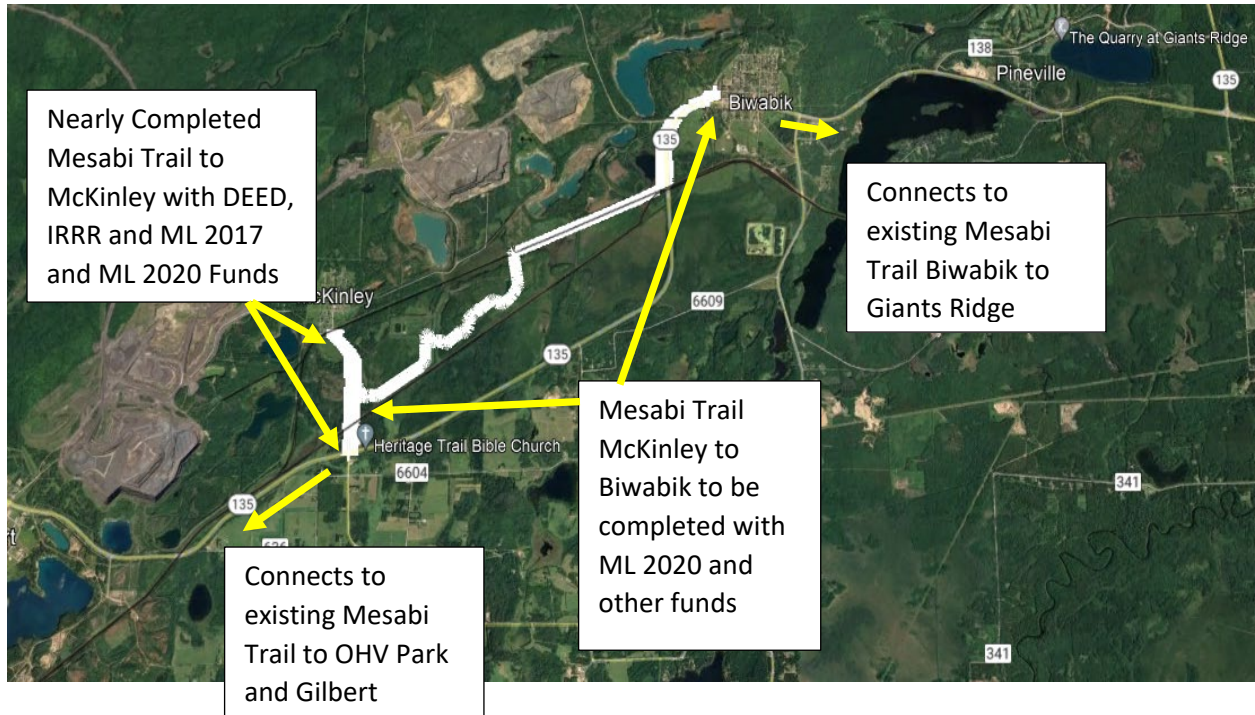 The Quarry at Giants Ridge
138
Pineville
135
Biwabik
135
Nearly Completed
Mesabi Trail to
McKinley with DEED,
IRRR and ML 2017
and ML 2020 Funds
Connects to
existing Mesabi
Trail Biwabik to
Giants Ridge
cKinley
6609
135
Mesabi Trail
McKinley to
Biwabik to be
completed with
ML 2020 and
other funds
Heritage Trail Bible Church
6604
341
135
Connects to
existing Mesabi
Trail to OHV Park
and Gilbert
341